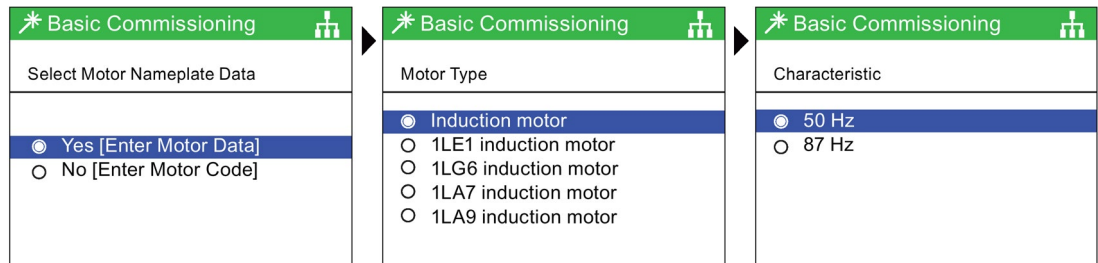 Basic Commissioning
Select Motor Nameplate Data
Yes [Enter Motor Data]
No [Enter Motor Code]
Basic Commissioning
Motor Type
Induction motor
1LE1 induction motor
1LG6 induction motor
1LA7 induction motor
1LA9 induction motor
Basic Commissioning
Characteristic
50 Hz
87 Hz